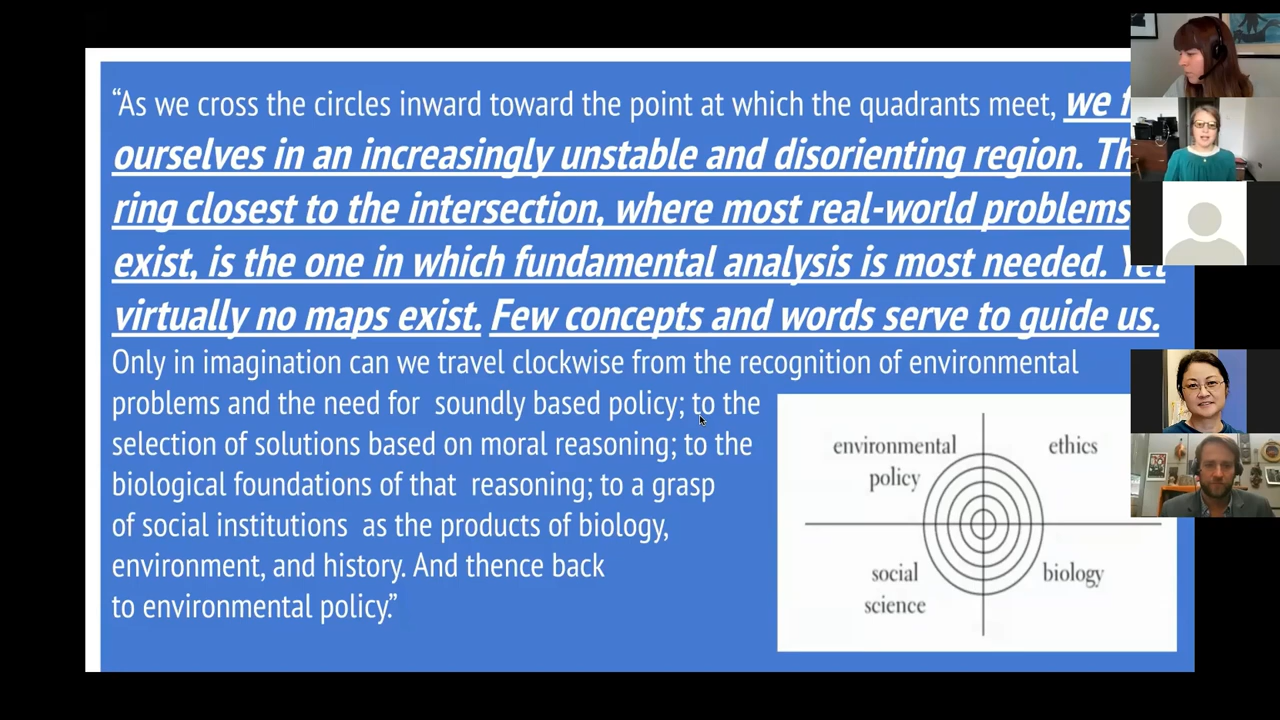 “As we cross the circles inward toward the point at which the quadrants meet, we
ourselves in an increasingly unstable and disorienting region.
ring closest to the intersection, where most real-world problems
exist, is the one in which fundamental analysis is most needed. Yet
virtually no maps exist. Few concepts and words serve to guide us.
Only in imagination can we travel clockwise from the recognition of environmental
problems and the need for soundly based policy; to the
selection of solutions based on moral reasoning; to the
biological foundations of that reasoning; to a grasp
of social institutions as the products of biology,
environment, and history. And thence back
to environmental policy.”
environmental
policy
ethics
social
science
biology